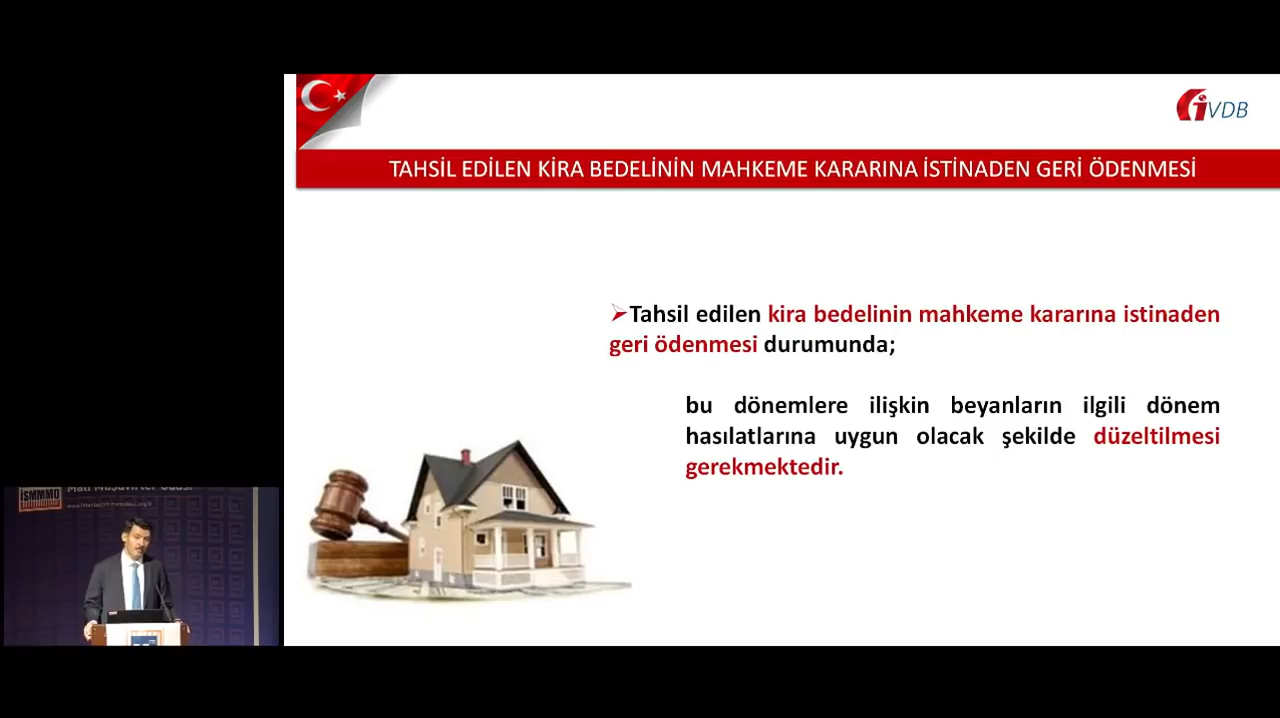 VDB
TAHSİL EDİLEN KİRA BEDELİNİN MAHKEME KARARINA İSTİNADEN GERİ ÖDENMESİ
➢Tahsil edilen kira bedelinin mahkeme kararına istinaden
geri ödenmesi durumunda;
bu dönemlere ilişkin beyanların ilgili dönem
hasılatlarına uygun olacak şekilde düzeltilmesi
gerekmektedir.
İSMMMO
Mali Müşavirler Odası